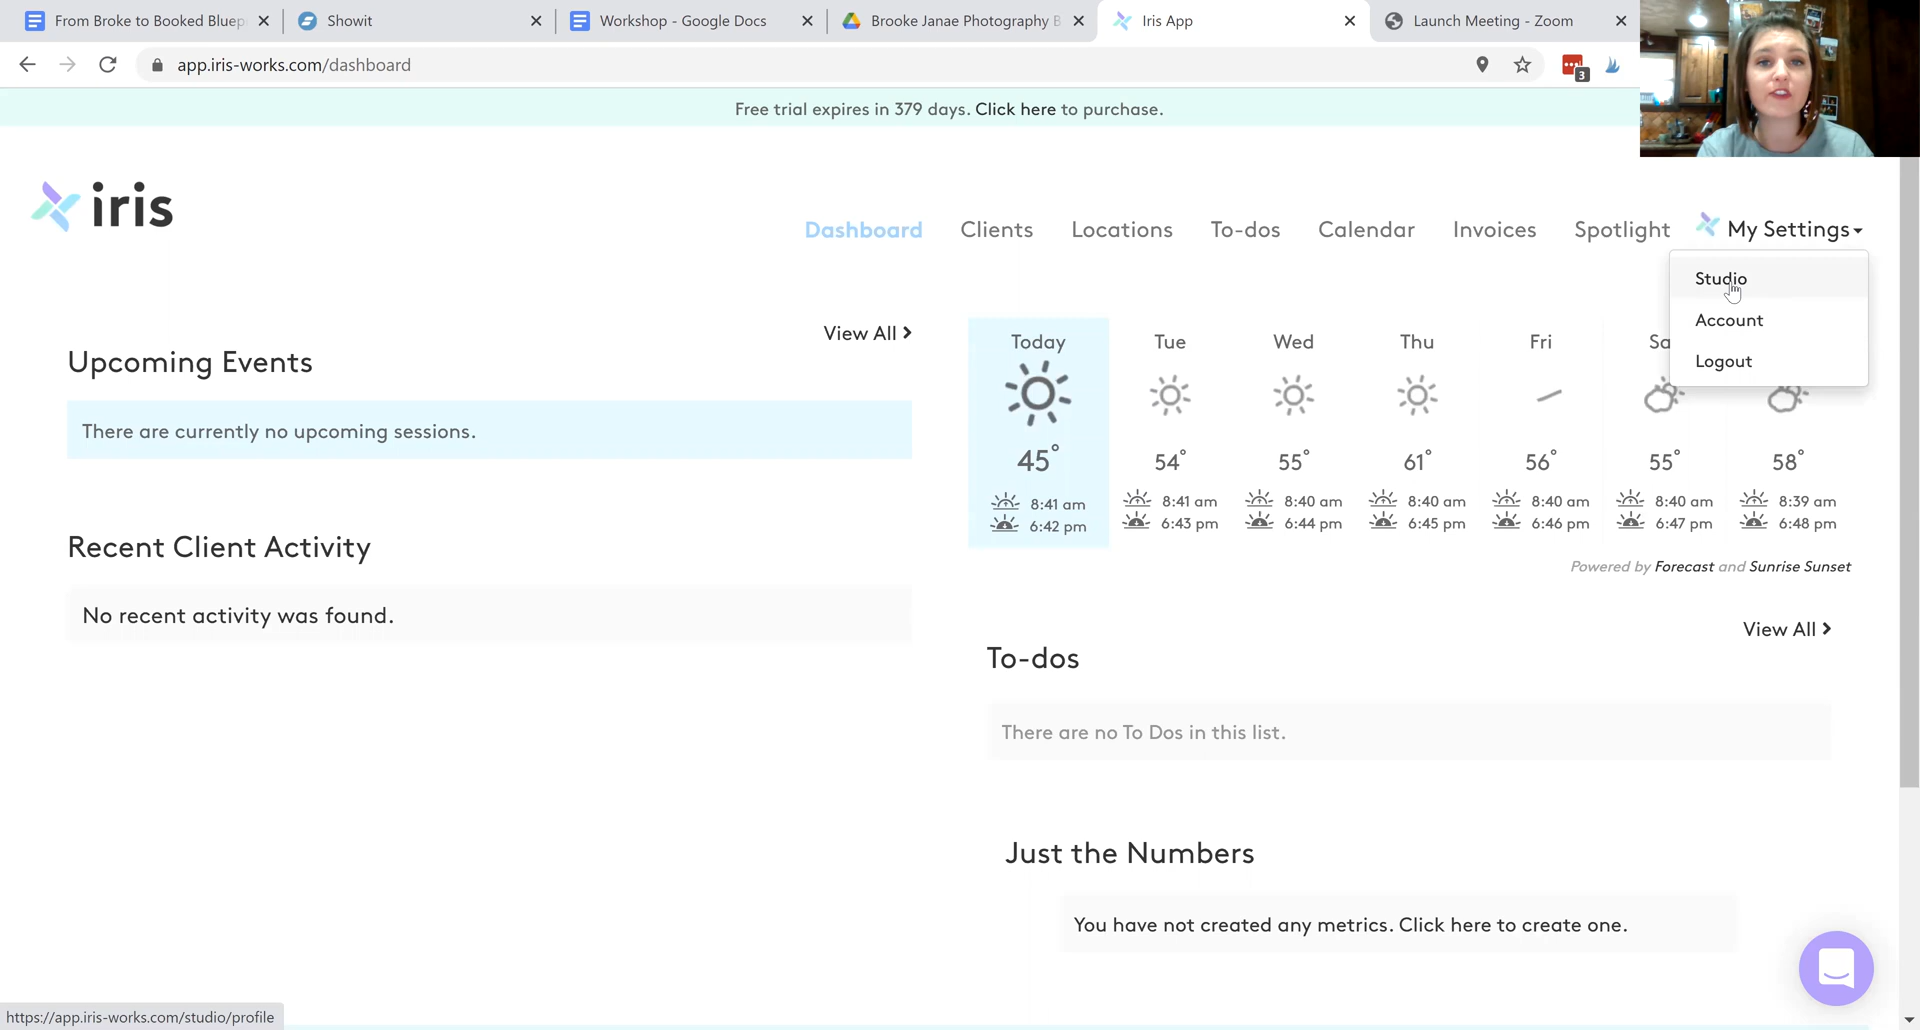 From Broke to Booked Bluep
Showit
Workshop - Google Docs
Brooke Janae Photography B
Iris App
Launch Meeting - Zoom
app.iris-works.com/dashboard
3
Free trial expires in 379 days. Click here to purchase.
iris
Dashboard
Clients
Locations
To-dos
Calendar
Invoices
Spotlight
My Settings
Studio
Account
Logout
View All
Upcoming Events
There are currently no upcoming sessions.
Recent Client Activity
No recent activity was found.
Today Tue Wed Thu Fri Sa
45° 54° 55° 61° 56° 55° 58°
8:41 am 8:41 am 8:40 am 8:40 am 8:40 am 8:40 am 8:39 am
6:42 pm 6:43 pm 6:44 pm 6:45 pm 6:46 pm 6:47 pm 6:48 pm
Powered by Forecast and Sunrise Sunset
View All
To-dos
There are no To Dos in this list.
Just the Numbers
You have not created any metrics. Click here to create one.
https://app.iris-works.com/studio/profile